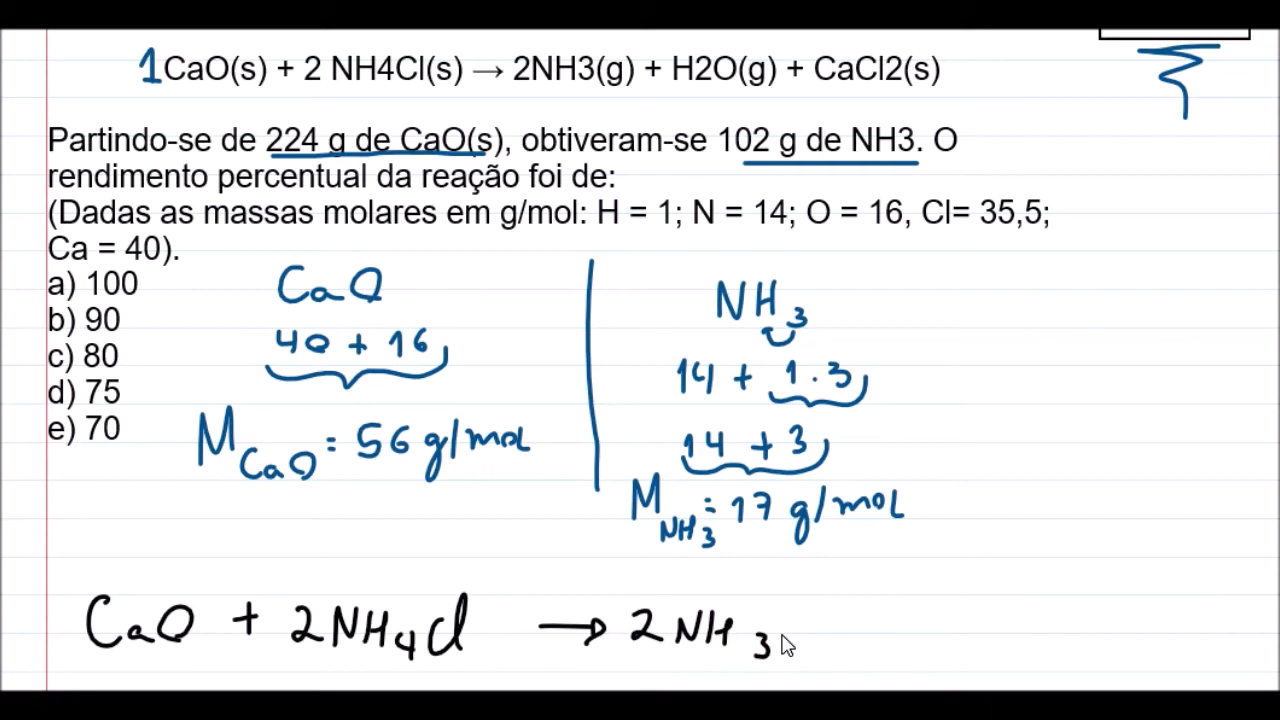 1CaO(s) + 2 NH4Cl(s) → 2NH3(g) + H2O(g) + CaCl2(s)
Partindo-se de 224 g de CaO(s), obtiveram-se 102 g de NH3. O
rendimento percentual da reação foi de:
(Dadas as massas molares em g/mol: H = 1; N = 14; O = 16, Cl= 35,5;
Ca = 40).
a) 100
b) 90
c) 80
d) 75
e) 70
CaO
40 + 16
M CaO = 56 g/mol
NH3
14 + 1.3
14 + 3
M NH3 = 17 g/mol
CaO + 2NH4Cl → 2NH3